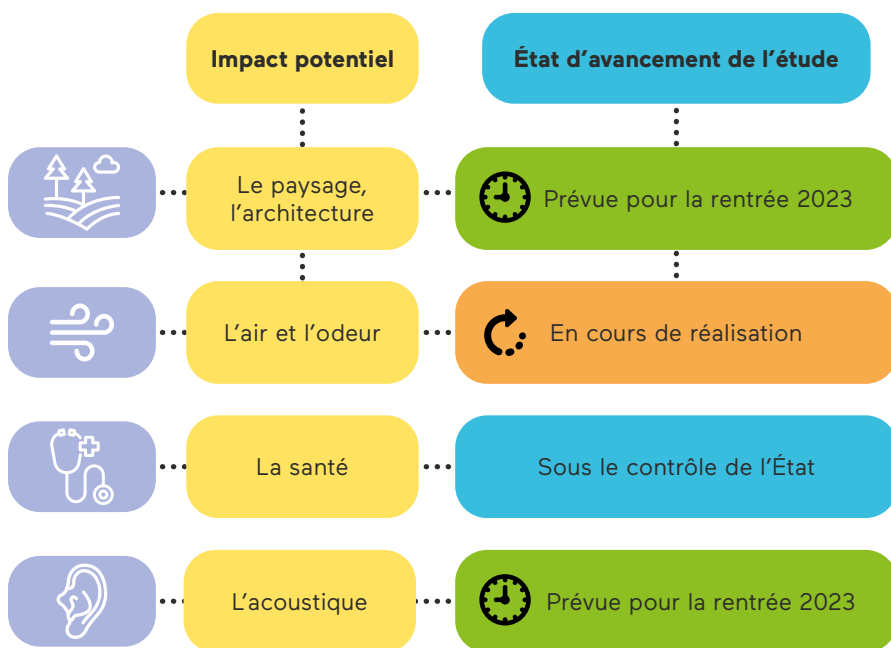 Impact potentiel
État d’avancement de l’étude
Le paysage,
l’architecture
Prévue pour la rentrée 2023
L’air et l’odeur
En cours de réalisation
La santé
Sous le contrôle de l’État
L’acoustique
Prévue pour la rentrée 2023